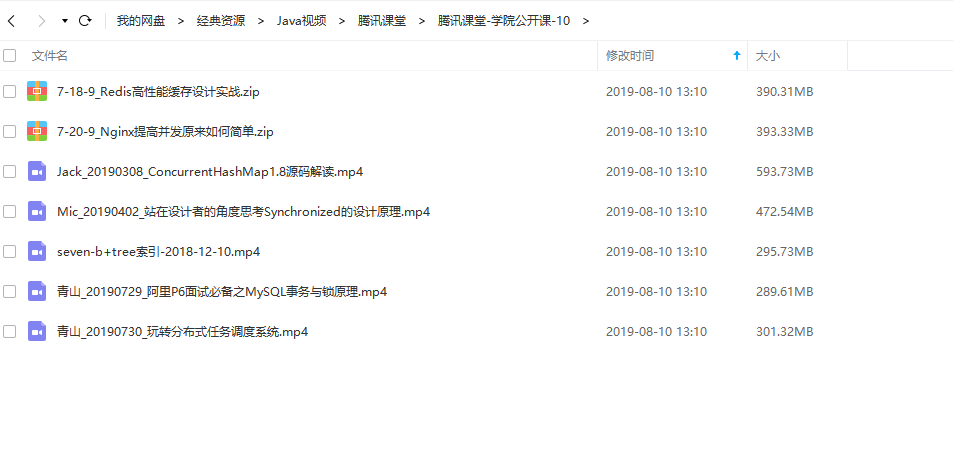 我的网盘 > 经典资源 > Java视频 > 腾讯课堂 > 腾讯课堂-学院公开课-10 >
文件名 修改时间 大小
7-18-9_Redis高性能缓存设计实战.zip 2019-08-10 13:10 390.31MB
7-20-9_Nginx提高并发原来如何简单.zip 2019-08-10 13:10 393.33MB
Jack_20190308_ConcurrentHashMap1.8源码解读.mp4 2019-08-10 13:10 593.73MB
Mic_20190402_站在设计者的角度思考Synchronized的设计原理.mp4 2019-08-10 13:10 472.54MB
seven-b+tree索引-2018-12-10.mp4 2019-08-10 13:10 295.73MB
青山_20190729_阿里P6面试必备之MySQL事务与锁原理.mp4 2019-08-10 13:10 289.61MB
青山_20190730_玩转分布式任务调度系统.mp4 2019-08-10 13:10 301.32MB